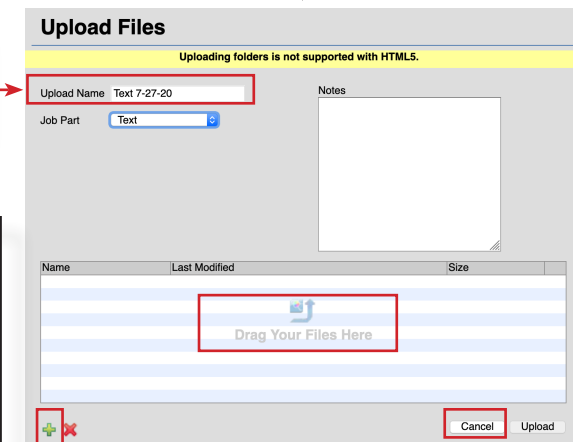 Upload Files
Uploading folders is not supported with HTML5.
Upload Name Text 7-27-20
Notes
Job Part Text
Name Last Modified Size
Drag Your Files Here
Cancel Upload